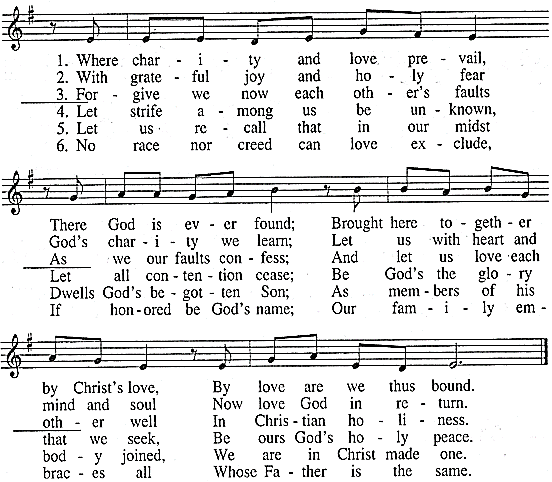 1. Where char - i - ty and love pre - vail,
2. With grate - ful joy and ho - ly fear
3. For - give we now each oth - er's faults
4. Let strife a - mong us be un - known,
5. Let us re - call that in our midst
6. No race nor creed can love ex - clude,
There God is ev - er found; Brought here to - geth - er
God's char - i - ty we learn; Let us with heart and
As we our faults con - fess; And let us love each
Let all con - ten - tion cease; Be God's the glo - ry
Dwells God's be - got - ten Son; As mem - bers of his
If hon - ored be God's name; Our fam - i - ly em -
by Christ's love, By love are we thus bound.
mind and soul Now love God in re - turn.
oth - er well In Chris - tian ho - li - ness.
that we seek, Be ours God's ho - ly peace.
bod - y joined, We are in Christ made one.
brac - es all Whose Fa - ther is the same.